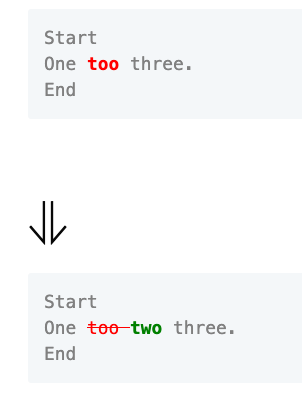 Start
One too three.
End
Start
One too two three.
End